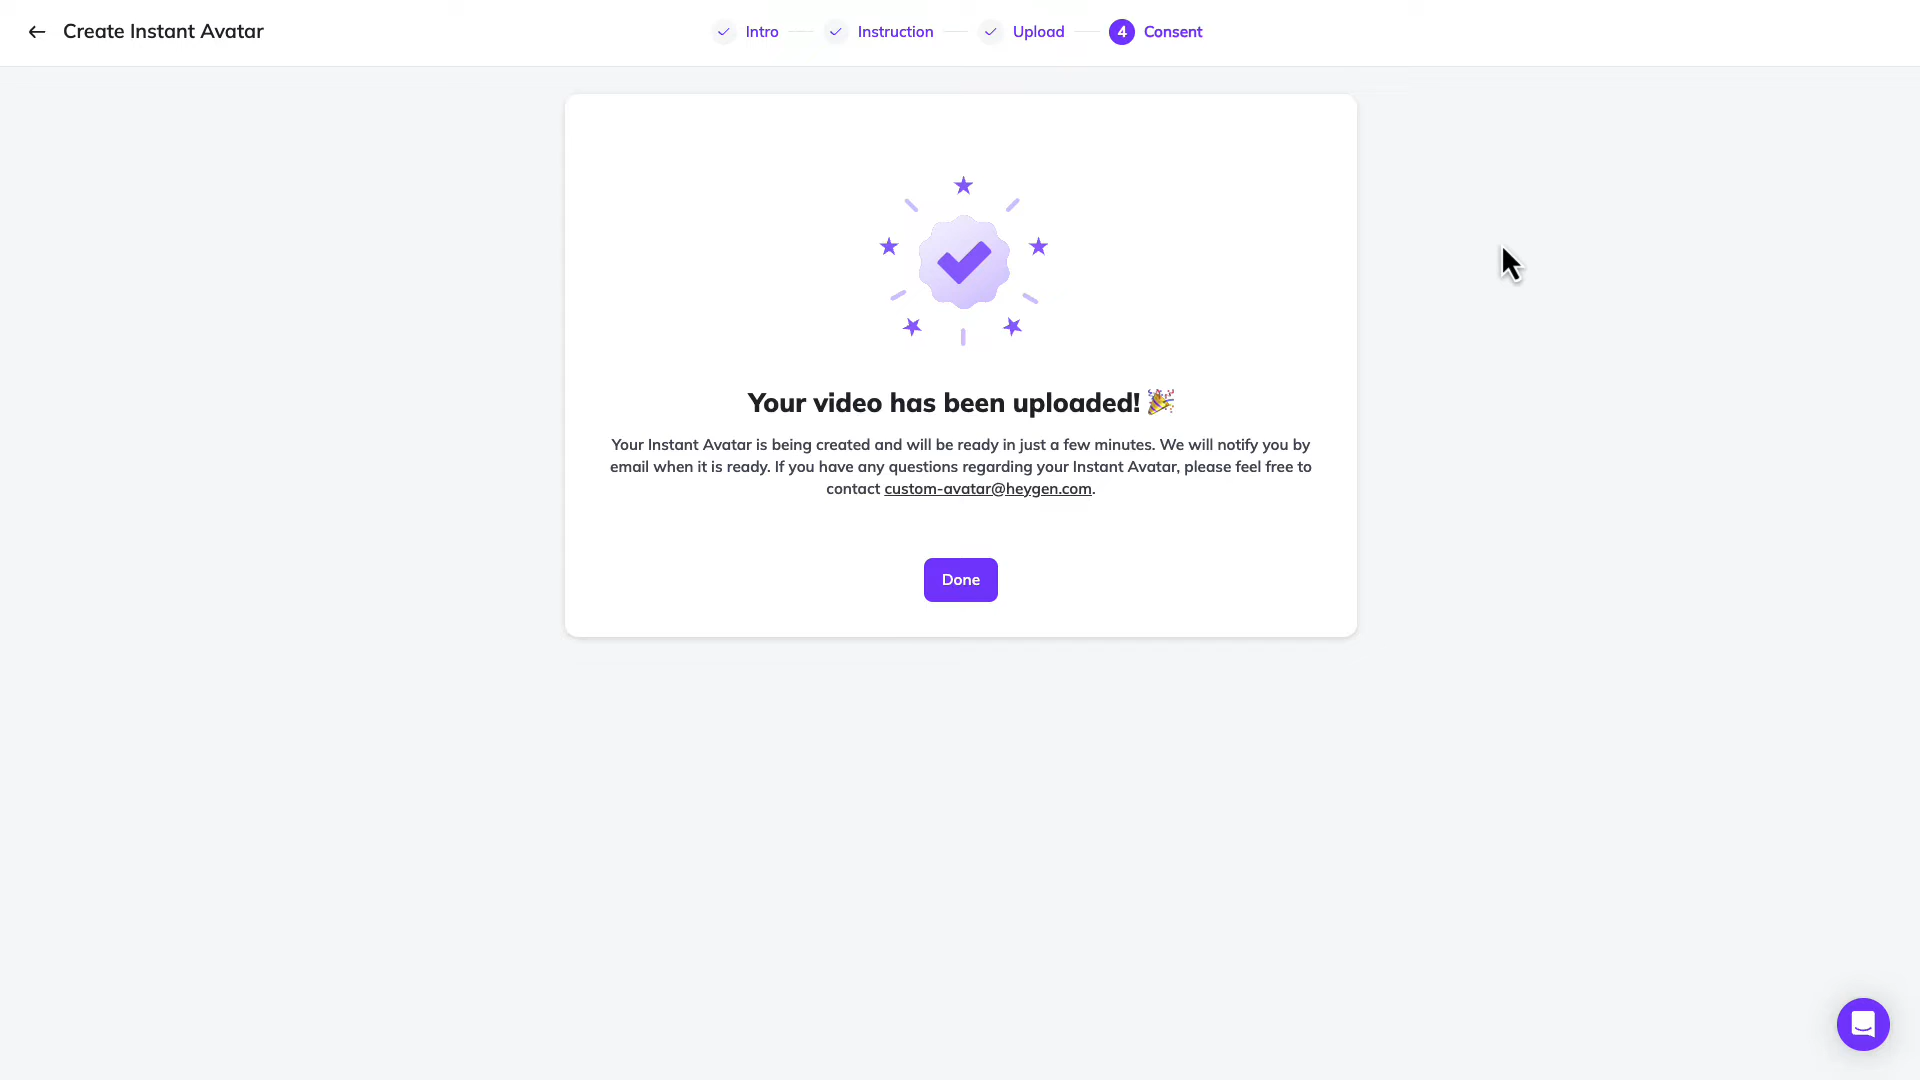 Create Instant Avatar
Intro
Instruction
Upload
4 Consent
Your video has been uploaded! 🎉
Your Instant Avatar is being created and will be ready in just a few minutes. We will notify you by
email when it is ready. If you have any questions regarding your Instant Avatar, please feel free to
contact custom-avatar@heygen.com.
Done